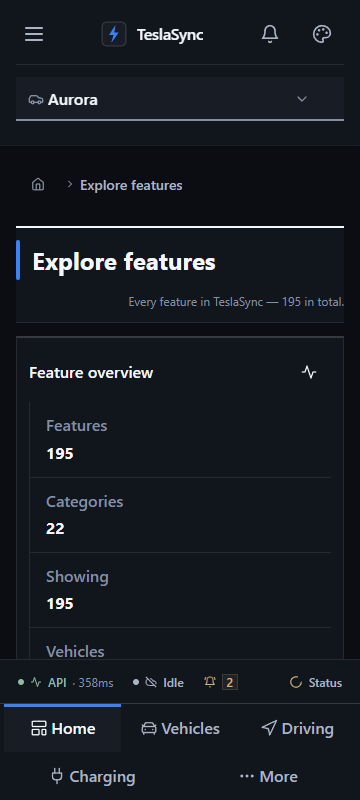 TeslaSync
Aurora
Explore features
Explore features
Every feature in TeslaSync — 195 in total.
Feature overview
Features
195
Categories
22
Showing
195
Vehicles
API · 358ms Idle 2 Status
Home Vehicles Driving
Charging More